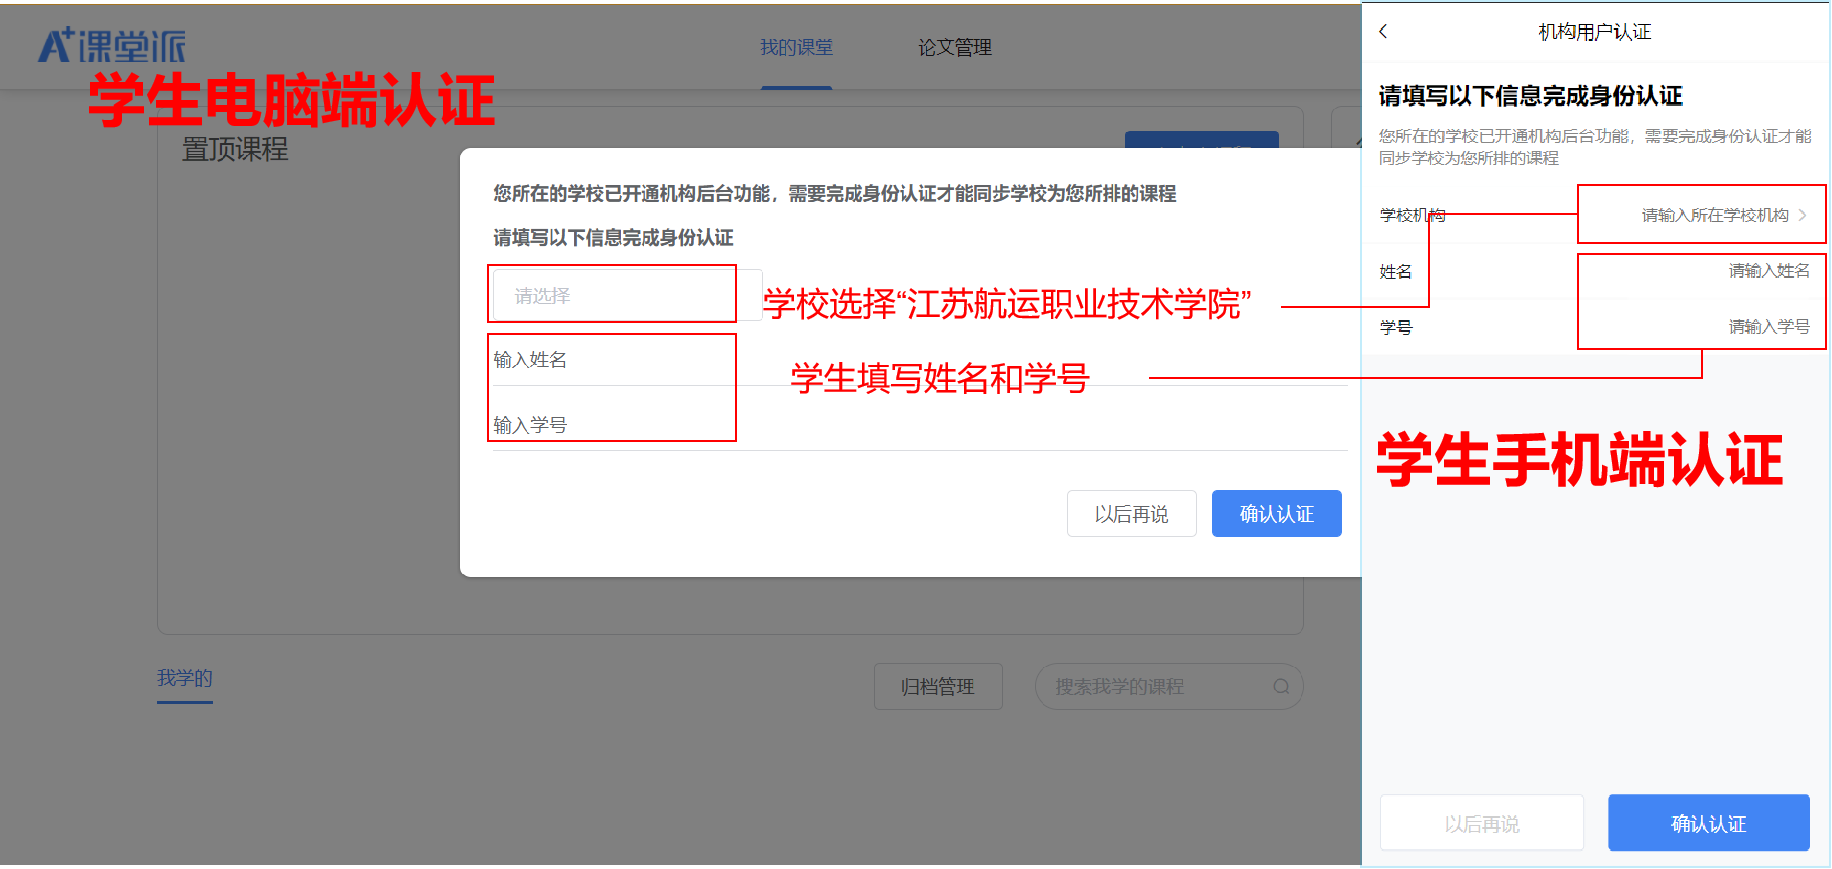 A+课堂派
我的课堂
论文管理
学生电脑端认证
置顶课程
您所在的学校已开通机构后台功能，需要完成身份认证才能同步学校为您所排的课程
请填写以下信息完成身份认证
请选择
学校选择“江苏航运职业技术学院”
输入姓名
学生填写姓名和学号
输入学号
以后再说
确认认证
我学的
归档管理
搜索我学的课程
机构用户认证
请填写以下信息完成身份认证
您所在的学校已开通机构后台功能，需要完成身份认证才能
同步学校为您所排的课程
学校机构
请输入所在学校机构
姓名
请输入姓名
学号
请输入学号
学生手机端认证
以后再说
确认认证